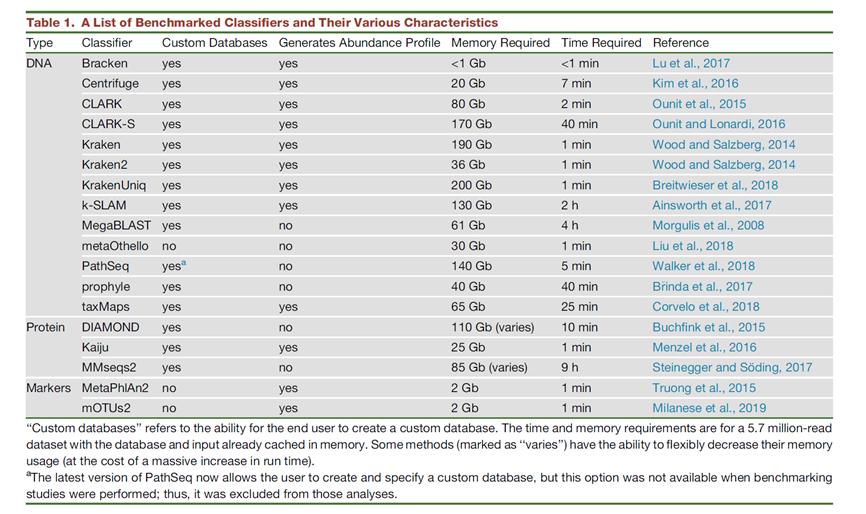 Table 1. A List of Benchmarked Classifiers and Their Various Characteristics
Type Classifier Custom Databases Generates Abundance Profile Memory Required Time Required Reference
DNA Bracken yes yes <1 Gb <1 min Lu et al., 2017
Centrifuge yes yes 20 Gb 7 min Kim et al., 2016
CLARK yes yes 80 Gb 2 min Ounit et al., 2015
CLARK-S yes yes 170 Gb 40 min Ounit and Lonardi, 2016
Kraken yes yes 190 Gb 1 min Wood and Salzberg, 2014
Kraken2 yes yes 36 Gb 1 min Wood and Salzberg, 2014
KrakenUniq yes yes 200 Gb 1 min Breitwieser et al., 2018
k-SLAM yes yes 130 Gb 2 h Ainsworth et al., 2017
MegaBLAST yes no 61 Gb 4 h Morgulis et al., 2008
metaOthello no no 30 Gb 1 min Liu et al., 2018
PathSeq yesa no 140 Gb 5 min Walker et al., 2018
prophyle yes no 40 Gb 40 min Břinda et al., 2017
taxMaps yes yes 65 Gb 25 min Corvelo et al., 2018
Protein DIAMOND yes no 110 Gb (varies) 10 min Buchfink et al., 2015
Kaiju yes yes 25 Gb 1 min Menzel et al., 2016
MMseqs2 yes no 85 Gb (varies) 9 h Steinegger and Söding, 2017
Markers MetaPhlAn2 no yes 2 Gb 1 min Truong et al., 2015
mOTUs2 no yes 2 Gb 1 min Milanese et al., 2019
“Custom databases” refers to the ability for the end user to create a custom database. The time and memory requirements are for a 5.7 million-read
dataset with the database and input already cached in memory. Some methods (marked as “varies”) have the ability to flexibly decrease their memory
usage (at the cost of a massive increase in run time).
aThe latest version of PathSeq now allows the user to create and specify a custom database, but this option was not available when benchmarking
studies were performed; thus, it was excluded from those analyses.